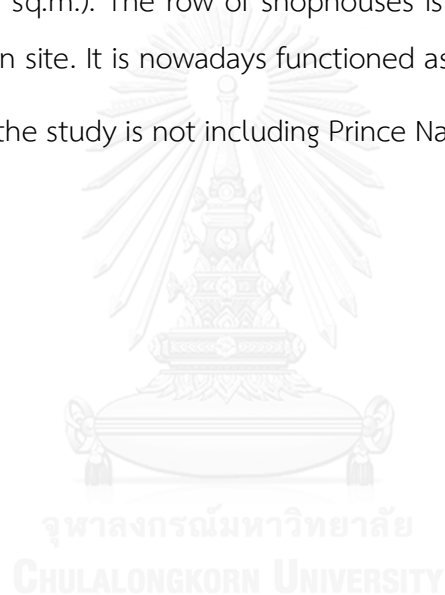 sq.m.). The row of shophouses is
n site. It is nowadays functioned as
the study is not including Prince Na
จุฬาลงกรณ์มหาวิทยาลัย
CHULALONGKORN UNIVERSITY